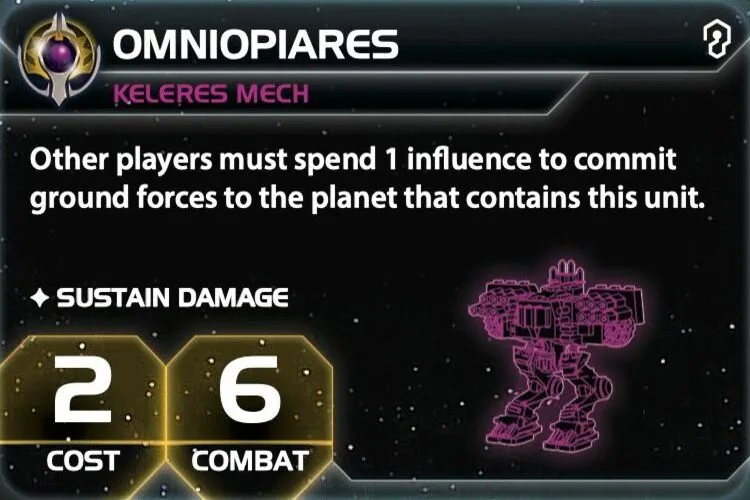 OMNIOPIARES
KELERES MECH
Other players must spend 1 influence to commit
ground forces to the planet that contains this unit.
SUSTAIN DAMAGE
2
COST
6
COMBAT